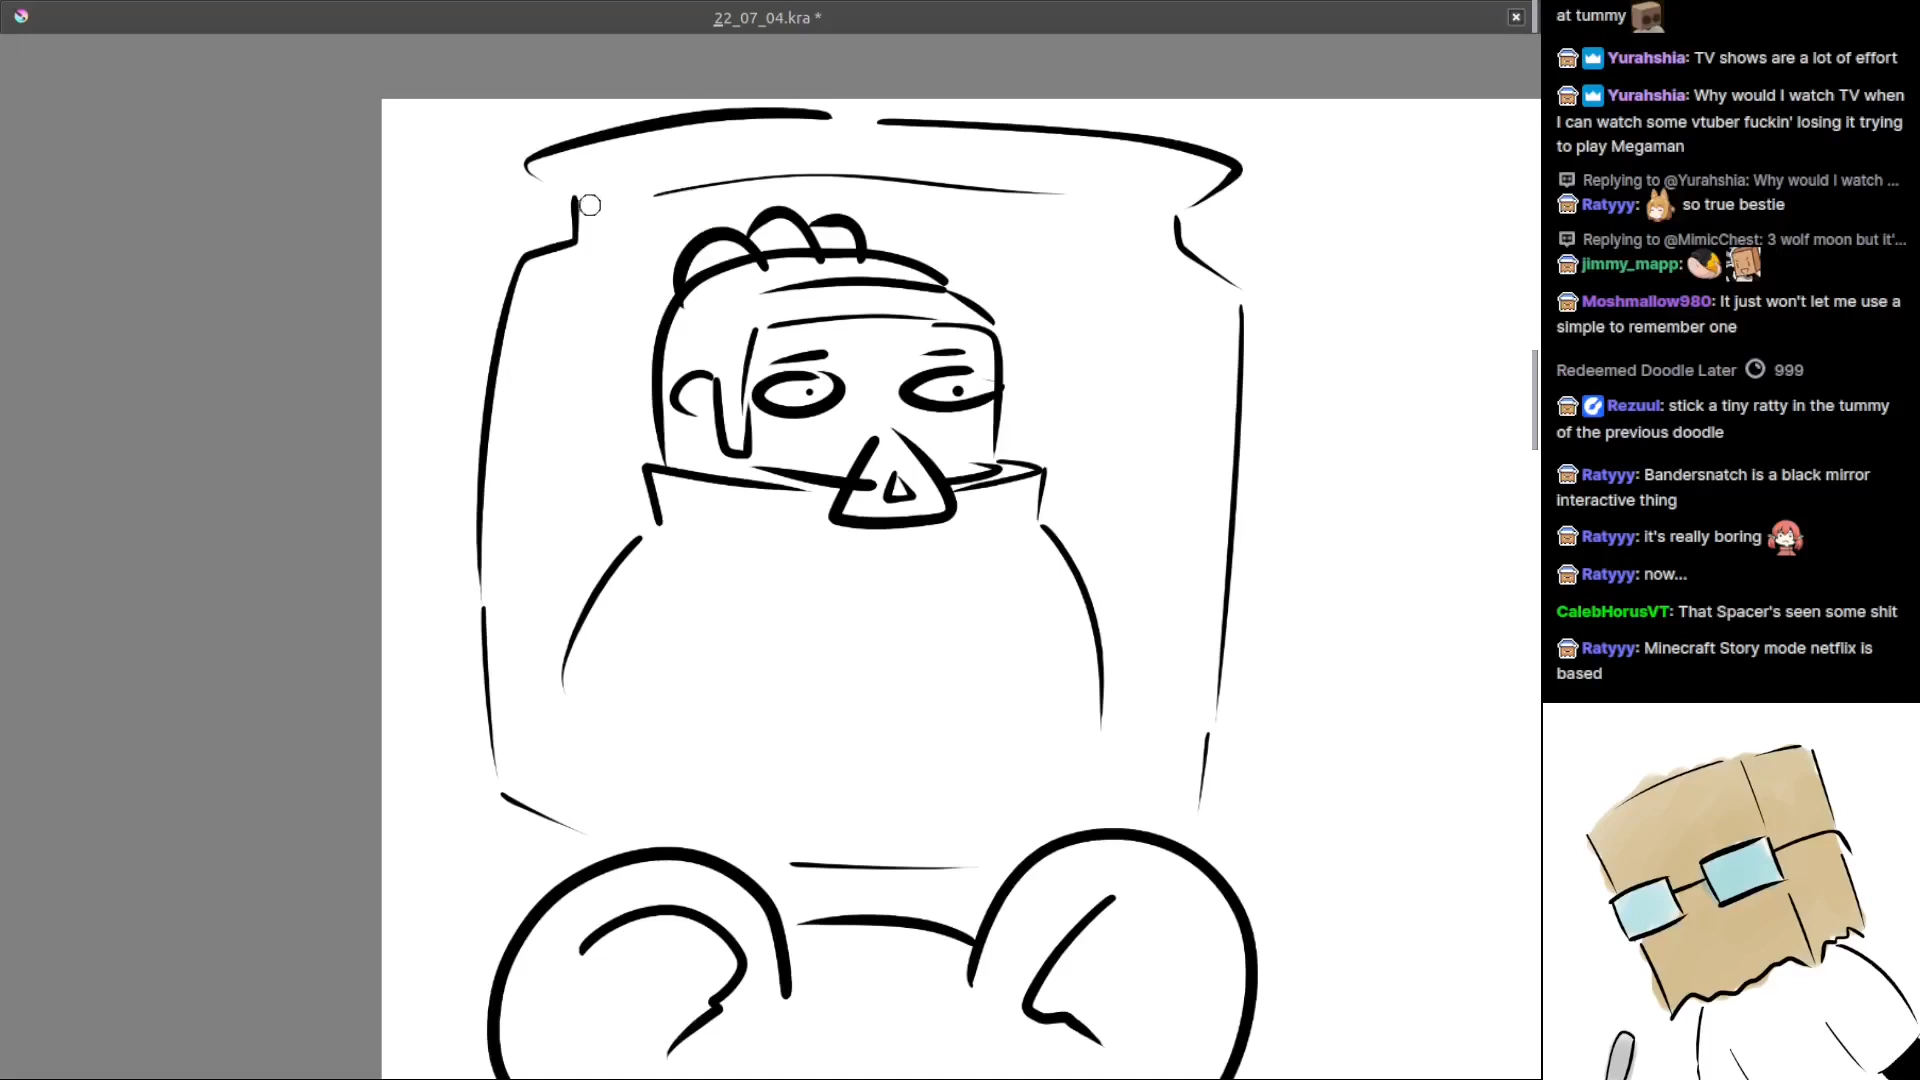 22_07_04.kra *
at tummy
Yurahshia: TV shows are a lot of effort
Yurahshia: Why would I watch TV when
I can watch some vtuber fuckin' losing it trying
to play Megaman
Replying to @Yurahshia: Why would I watch ...
Ratyyy: so true bestie
Replying to @MimicChest: 3 wolf moon but it'...
jimmy_mapp:
Moshmallow980: It just won't let me use a
simple to remember one
Redeemed Doodle Later 999
Rezuul: stick a tiny ratty in the tummy
of the previous doodle
Ratyyy: Bandersnatch is a black mirror
interactive thing
Ratyyy: it's really boring
Ratyyy: now...
CalebHorusVT: That Spacer's seen some shit
Ratyyy: Minecraft Story mode netflix is
based